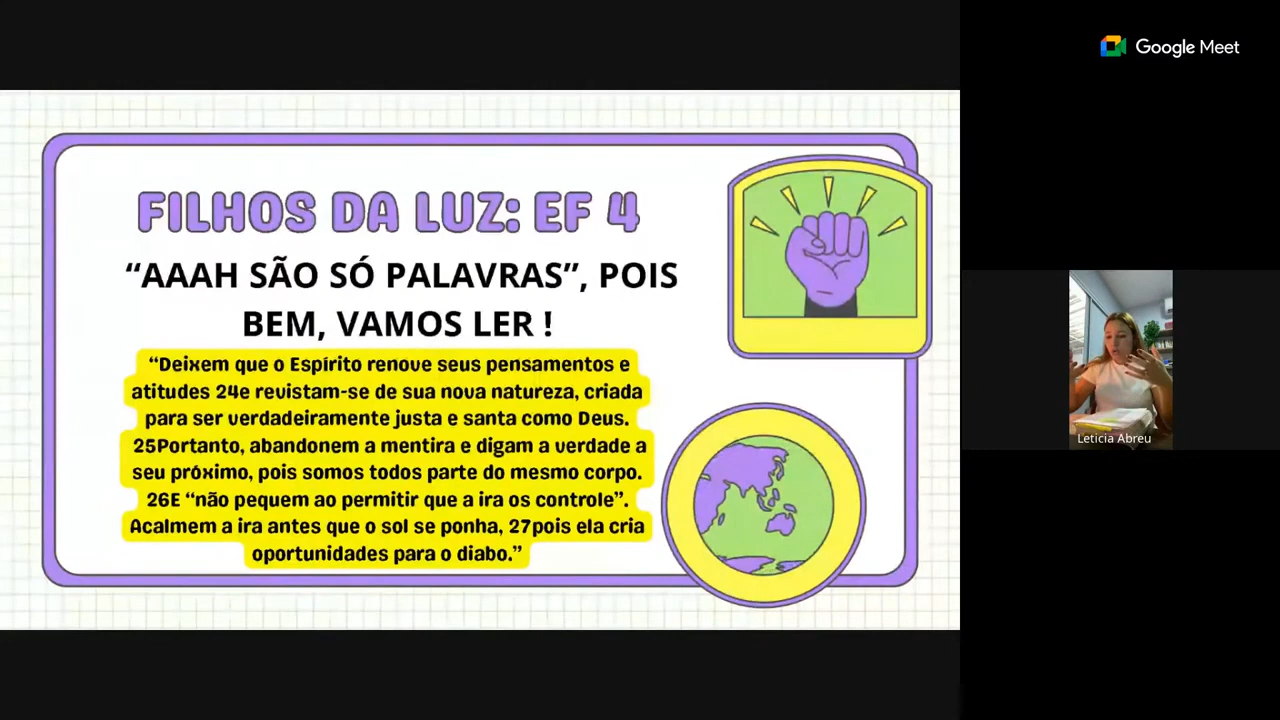 Google Meet
FILHOS DA LUZ: EF 4
“AAAH SÃO SÓ PALAVRAS”, POIS
BEM, VAMOS LER !
“Deixem que o Espírito renove seus pensamentos e
atitudes 24e revistam-se de sua nova natureza, criada
para ser verdadeiramente justa e santa como Deus.
25Portanto, abandonem a mentira e digam a verdade a
seu próximo, pois somos todos parte do mesmo corpo.
26E “não pequem ao permitir que a ira os controle”.
Acalmem a ira antes que o sol se ponha, 27pois ela cria
oportunidades para o diabo.”
Leticia Abreu